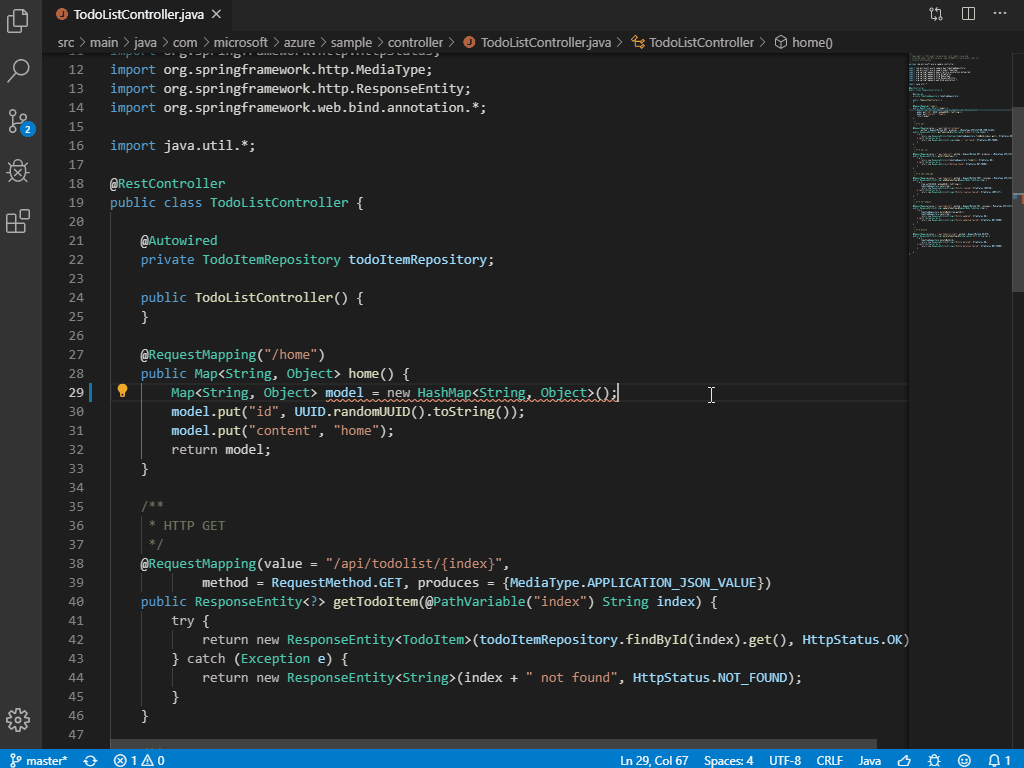 TodoListController.java
src > main > java > com > microsoft > azure > sample > controller > TodoListController.java > TodoListController > home()
12 import org.springframework.http.MediaType;
13 import org.springframework.http.ResponseEntity;
14 import org.springframework.web.bind.annotation.*;
15
16 import java.util.*;
17
18 @RestController
19 public class TodoListController {
20
21 @Autowired
22 private TodoItemRepository todoItemRepository;
23
24 public TodoListController() {
25 }
26
27 @RequestMapping("/home")
28 public Map<String, Object> home() {
29 Map<String, Object> model = new HashMap<String, Object>();
30 model.put("id", UUID.randomUUID().toString());
31 model.put("content", "home");
32 return model;
33 }
34
35 /**
36 * HTTP GET
37 */
38 @RequestMapping(value = "/api/todolist/{index}",
39 method = RequestMethod.GET, produces = {MediaType.APPLICATION_JSON_VALUE})
40 public ResponseEntity<?> getTodoItem(@PathVariable("index") String index) {
41 try {
42 return new ResponseEntity<TodoItem>(todoItemRepository.findById(index).get(), HttpStatus.OK)
43 } catch (Exception e) {
44 return new ResponseEntity<String>(index + " not found", HttpStatus.NOT_FOUND);
45 }
46 }
47
2
master* 1 0 Ln 29, Col 67 Spaces: 4 UTF-8 CRLF Java 1